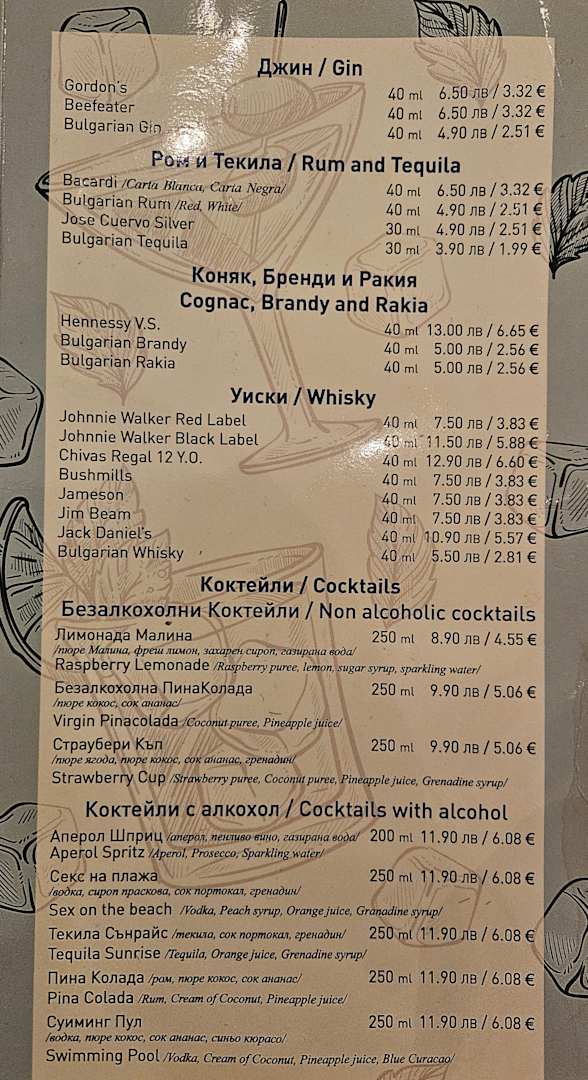 Джин / Gin
Gordon's 40 ml 6.50 лв / 3.32 €
Beefeater 40 ml 6.50 лв / 3.32 €
Bulgarian Gin 40 ml 4.90 лв / 2.51 €
Ром и Текила / Rum and Tequila
Bacardi /Carta Blanca, Carta Negra/ 40 ml 6.50 лв / 3.32 €
Bulgarian Rum /Red, White/ 40 ml 4.90 лв / 2.51 €
Jose Cuervo Silver 30 ml 4.90 лв / 2.51 €
Bulgarian Tequila 30 ml 3.90 лв / 1.99 €
Коняк, Бренди и Ракия
Cognac, Brandy and Rakia
Hennessy V.S. 40 ml 13.00 лв / 6.65 €
Bulgarian Brandy 40 ml 5.00 лв / 2.56 €
Bulgarian Rakia 40 ml 5.00 лв / 2.56 €
Уиски / Whisky
Johnnie Walker Red Label 40 ml 7.50 лв / 3.83 €
Johnnie Walker Black Label 40 ml 11.50 лв / 5.88 €
Chivas Regal 12 Y.O. 40 ml 12.90 лв / 6.60 €
Bushmills 40 ml 7.50 лв / 3.83 €
Jameson 40 ml 7.50 лв / 3.83 €
Jim Beam 40 ml 7.50 лв / 3.83 €
Jack Daniel's 40 ml 10.90 лв / 5.57 €
Bulgarian Whisky 40 ml 5.50 лв / 2.81 €
Коктейли / Cocktails
Безалкохолни Коктейли / Non alcoholic cocktails
Лимонада Малина 250 ml 8.90 лв / 4.55 €
/пюре Малина, фреш лимон, захарен сироп, газирана вода/
Raspberry Lemonade /Raspberry puree, lemon, sugar syrup, sparkling water/
Безалкохолна ПинаКолада 250 ml 9.90 лв / 5.06 €
/пюре кокос, сок ананас/
Virgin Pinacolada /Coconut puree, Pineapple juice/
Страубери Къп 250 ml 9.90 лв / 5.06 €
/пюре ягода, пюре кокос, сок ананас, гренадин/
Strawberry Cup /Strawberry puree, Coconut puree, Pineapple juice, Grenadine syrup/
Коктейли с алкохол / Cocktails with alcohol
Аперол Шприц /аперол, пенливо вино, газирана вода/ 200 ml 11.90 лв / 6.08 €
Aperol Spritz /Aperol, Prosecco, Sparkling water/
Секс на плажа 250 ml 11.90 лв / 6.08 €
/водка, сироп праскова, сок портокал, гренадин/
Sex on the beach /Vodka, Peach syrup, Orange juice, Granadine syrup/
Текила Сънрайс /текила, сок портокал, гренадин/ 250 ml 11.90 лв / 6.08 €
Tequila Sunrise /Tequila, Orange juice, Grenadine syrup/
Пина Колада /ром, пюре кокос, сок ананас/ 250 ml 11.90 лв / 6.08 €
Pina Colada /Rum, Cream of Coconut, Pineapple juice/
Суиминг Пул 250 ml 11.90 лв / 6.08 €
/водка, пюре кокос, сок ананас, синьо кюрасо/
Swimming Pool /Vodka, Cream of Coconut, Pineapple juice, Blue Curacao/